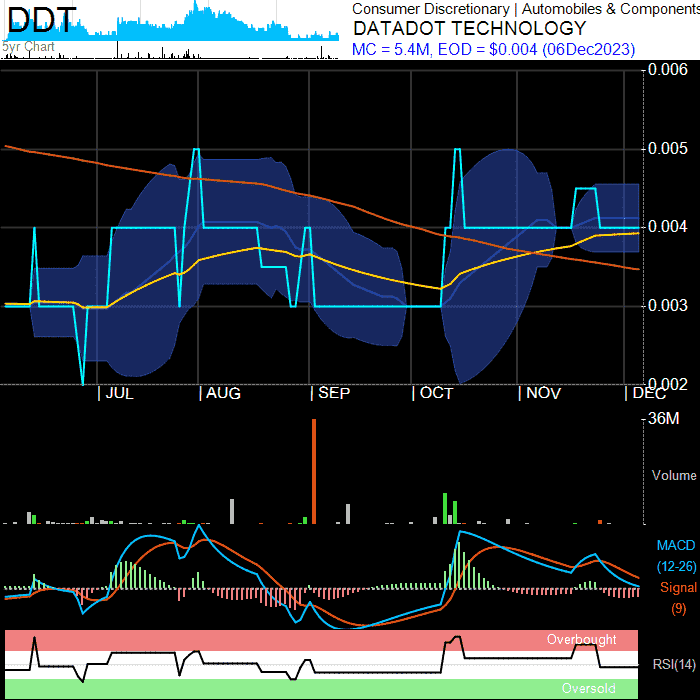 DDT
5yr Chart
Consumer Discretionary | Automobiles & Components
DATADOT TECHNOLOGY
MC = 5.4M, EOD = $0.004 (06Dec2023)
0.006
0.005
0.004
0.003
0.002
| JUL | AUG | SEP | OCT | NOV | DEC
36M
Volume
MACD
(12-26)
Signal
(9)
Overbought
RSI(14)
Oversold